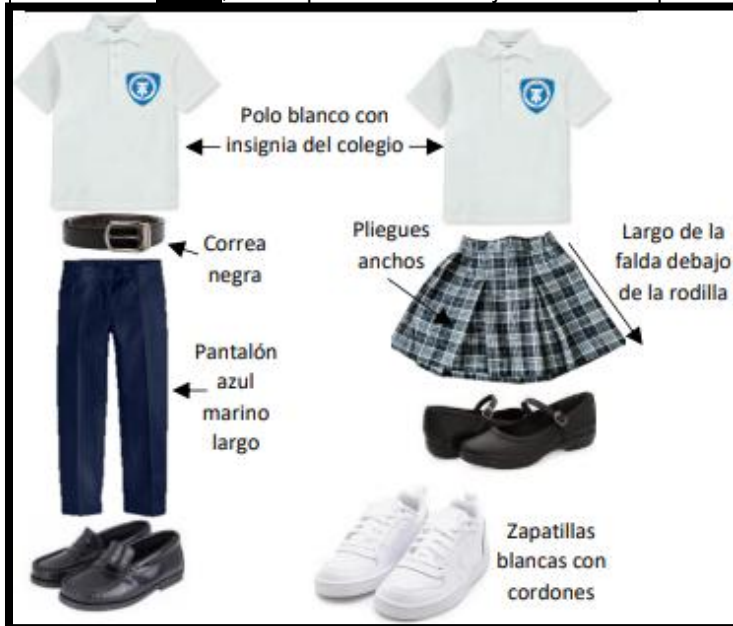 Polo blanco con
insignia del colegio
Correa
negra
Pliegues
anchos
Largo de la
falda debajo
de la rodilla
Pantalón
azul
marino
largo
Zapatillas
blancas con
cordones